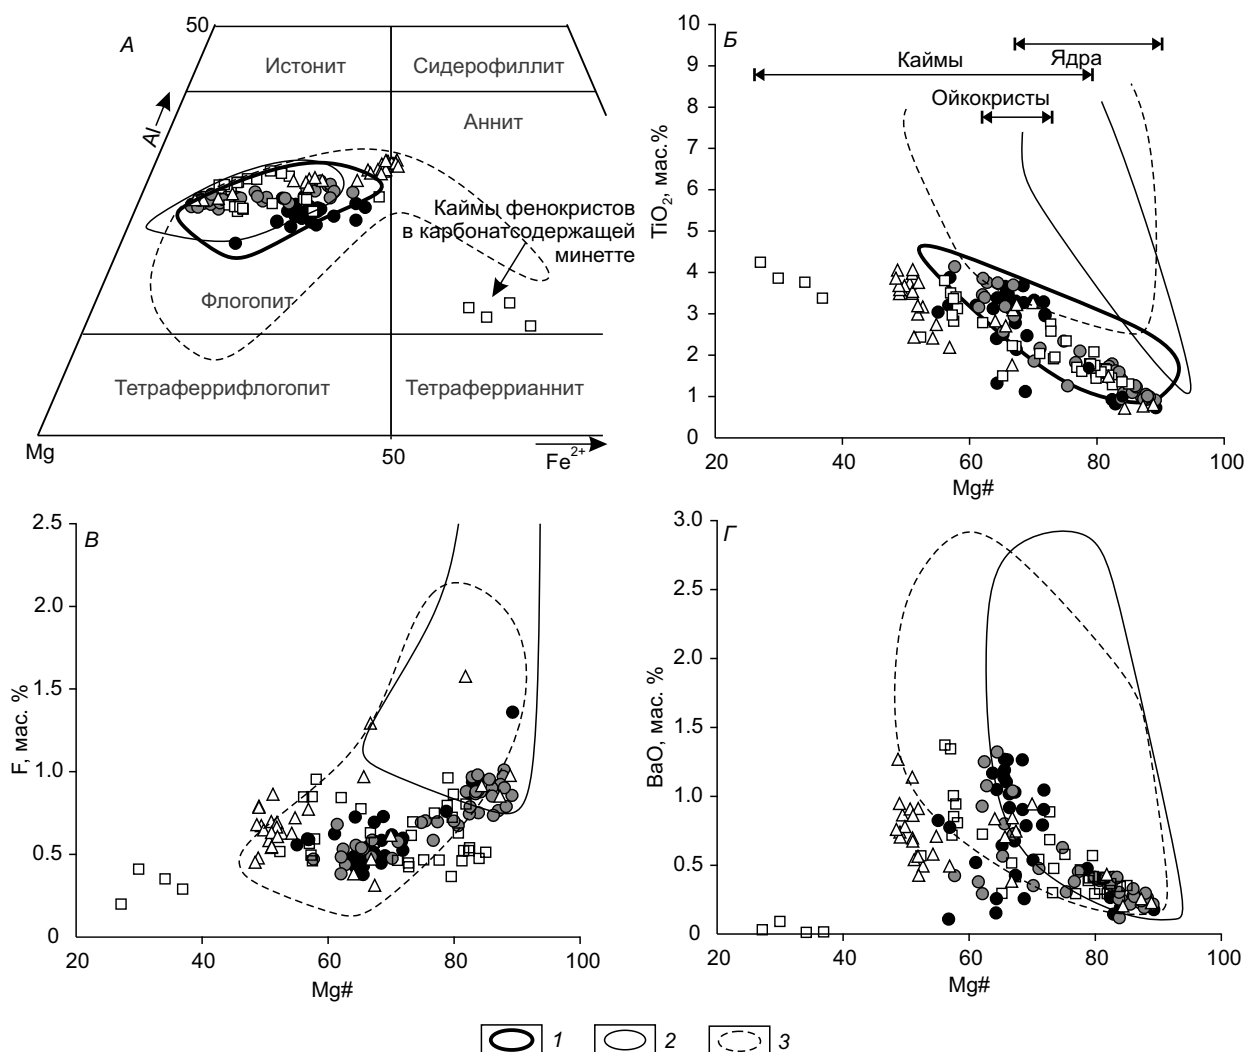 А
50
Истонит
Сидерофиллит
Al
Аннит
Каймы фенокристов
в карбонатсодержащей
минетте
Флогопит
Тетраферрифлогопит
Тетраферрианнит
Mg
50
Fe2+
Б
10
9
8
7
6
5
4
3
2
1
0
TiO2, мас.%
Ядра
Каймы
Ойкокристы
20
40
60
80
100
Mg#
В
2.5
2.0
1.5
1.0
0.5
0
F, мас. %
20
40
60
80
100
Mg#
Г
3.0
2.5
2.0
1.5
1.0
0.5
0
BaO, мас. %
20
40
60
80
100
Mg#
1
2
3